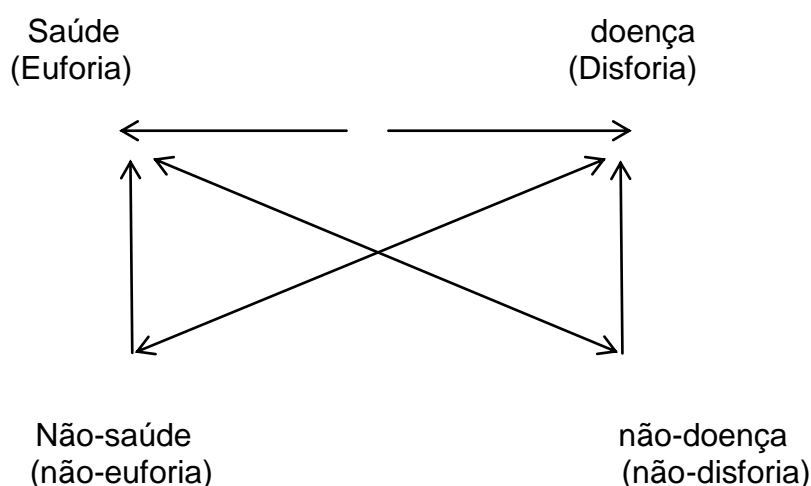 Saúde
(Euforia)
doença
(Disforia)
Não-saúde
(não-euforia)
não-doença
(não-disforia)